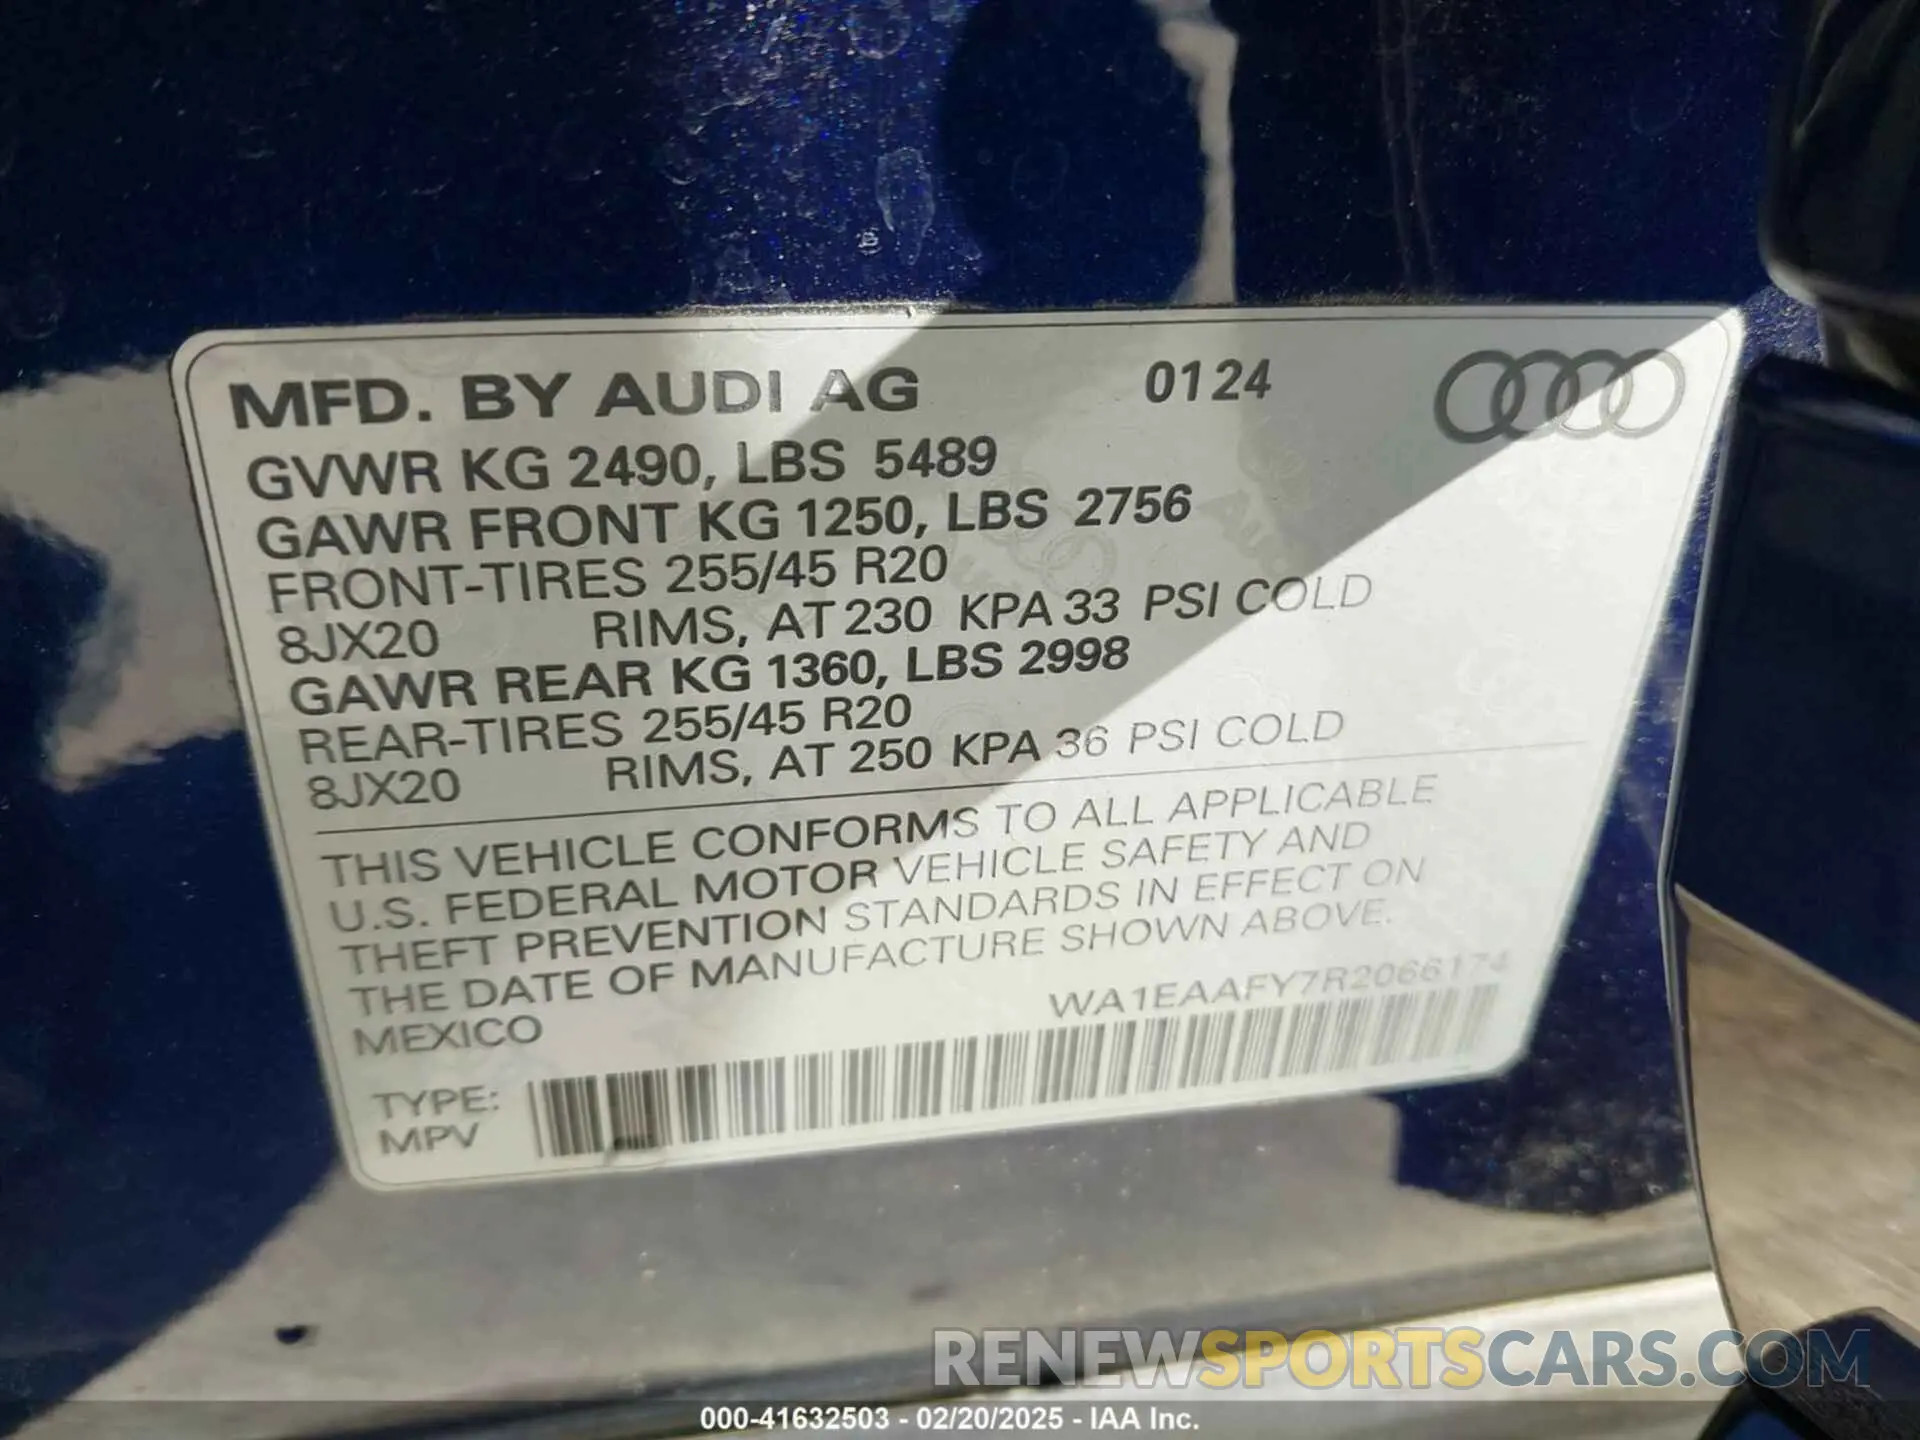 MFD. BY AUDI AG 0124
GVWR KG 2490, LBS 5489
GAWR FRONT KG 1250, LBS 2756
FRONT-TIRES 255/45 R20
8JX20 RIMS, AT 230 KPA 33 PSI COLD
GAWR REAR KG 1360, LBS 2998
REAR-TIRES 255/45 R20
8JX20 RIMS, AT 250 KPA 36 PSI COLD
THIS VEHICLE CONFORMS TO ALL APPLICABLE
U.S. FEDERAL MOTOR VEHICLE SAFETY AND
THEFT PREVENTION STANDARDS IN EFFECT ON
THE DATE OF MANUFACTURE SHOWN ABOVE.
MEXICO WA1EAAFY7R2066174
TYPE:
MPV
RENEWSPORTSCARS.COM
000-41632503 - 02/20/2025 - IAA Inc.